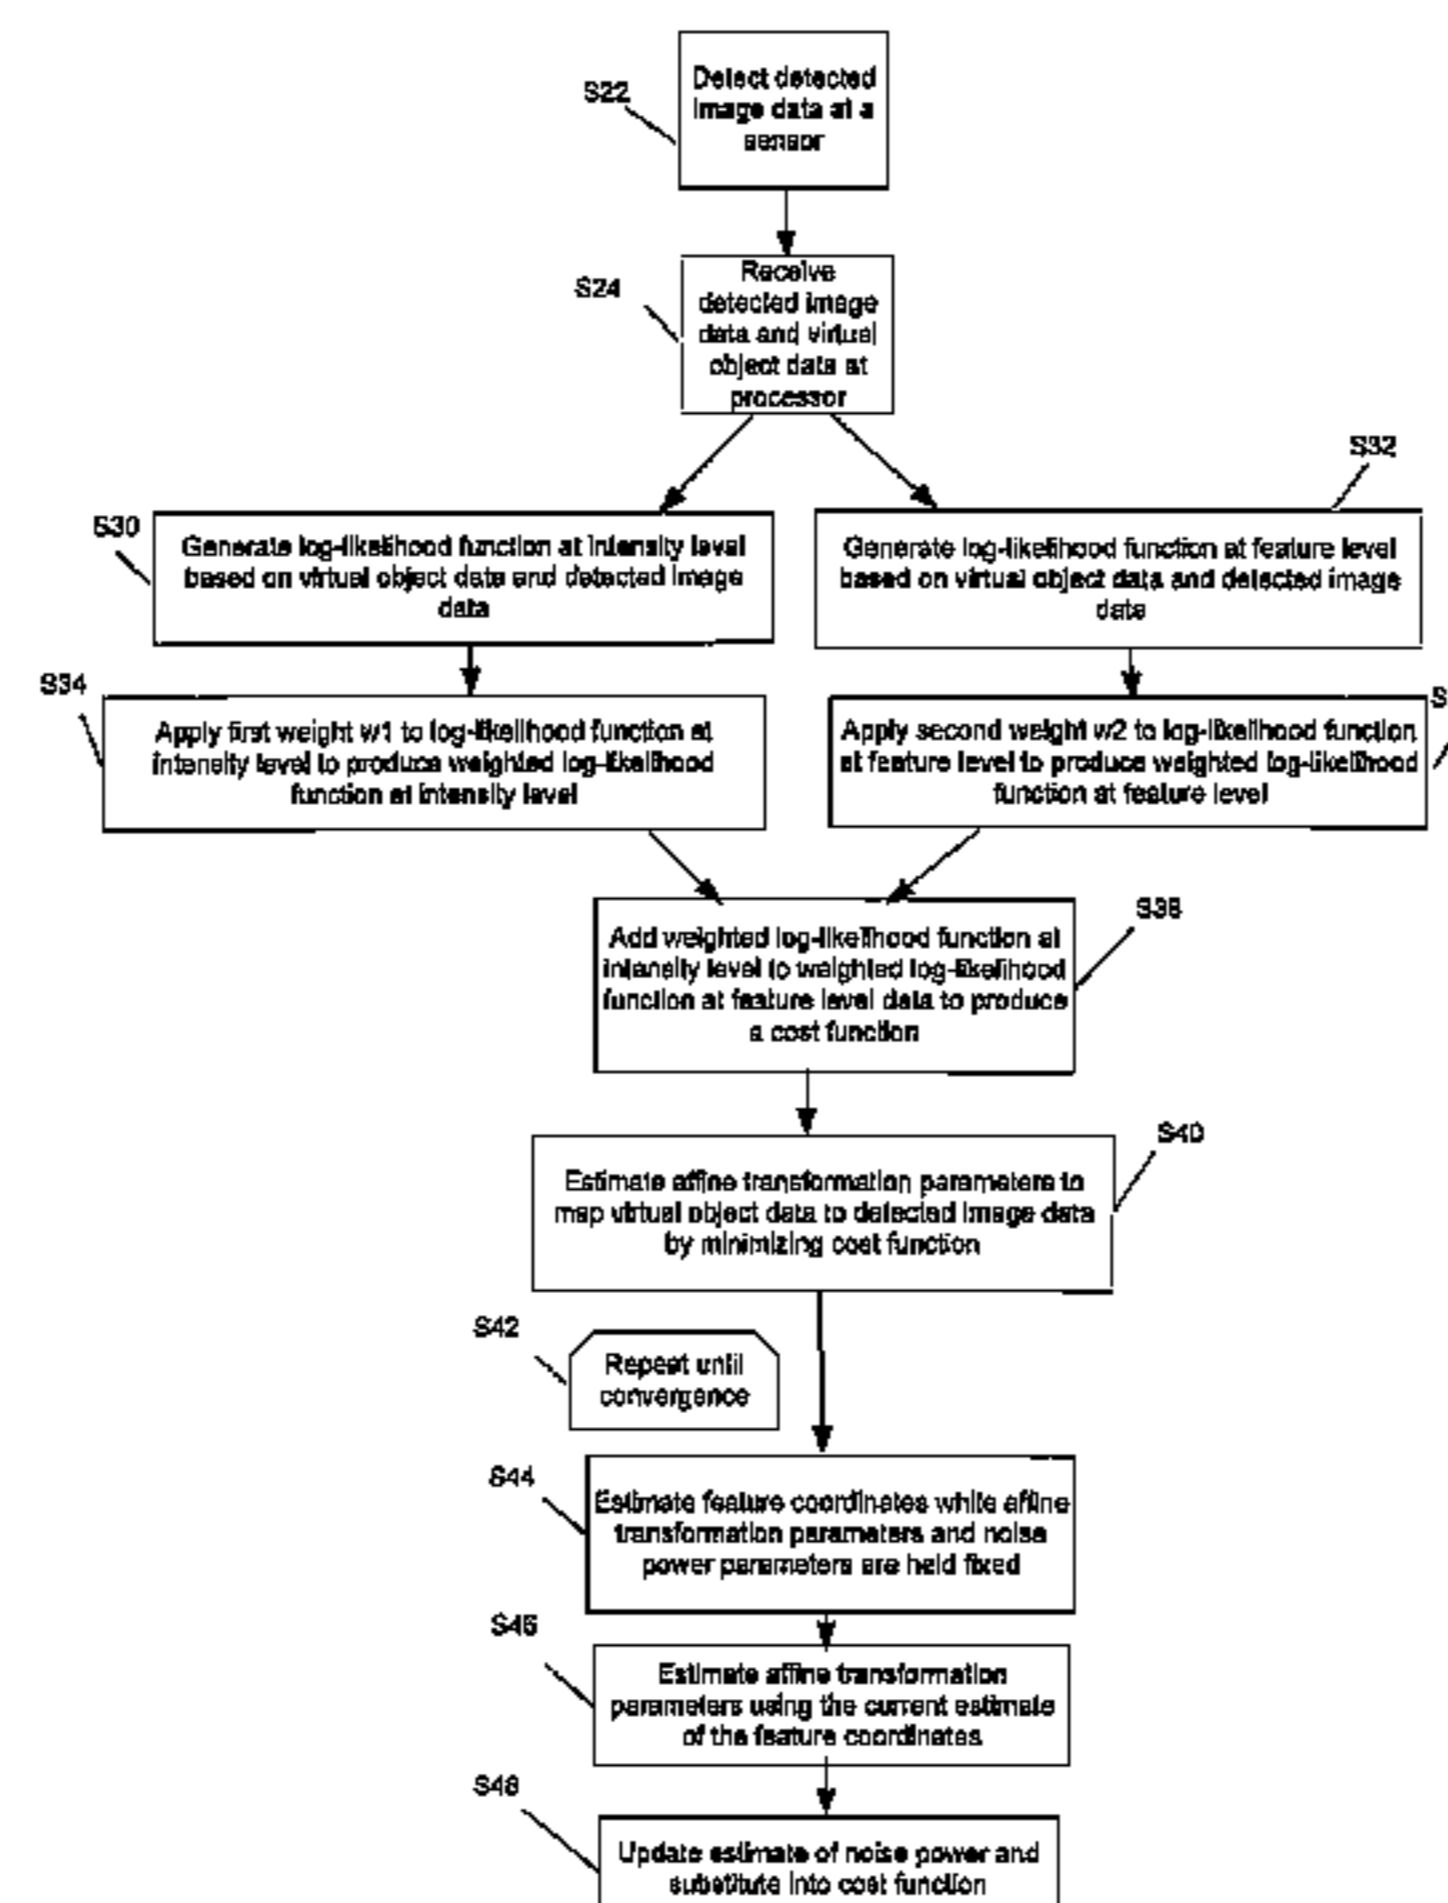 S22
Detect detected
image data at a
sensor
S24
Receive
detected image
data and virtual
object data at
processor
S32
S30
Generate log-likelihood function at intensity level
based on virtual object data and detected image
data
Generate log-likelihood function at feature level
based on virtual object data and detected image
data
S34
Apply first weight w1 to log-likelihood function at
intensity level to produce weighted log-likelihood
function at intensity level
Apply second weight w2 to log-likelihood function
at feature level to produce weighted log-likelihood
function at feature level
S38
Add weighted log-likelihood function at
intensity level to weighted log-likelihood
function at feature level data to produce
a cost function
S40
Estimate affine transformation parameters to
map virtual object data to detected image data
by minimizing cost function
S42
Repeat until
convergence
S44
Estimate feature coordinates while affine
transformation parameters and noise
power parameters are held fixed
S46
Estimate affine transformation
parameters using the current estimate
of the feature coordinates
S48
Update estimate of noise power and
substitute into cost function